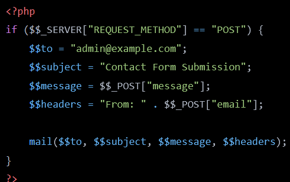 <?php
if ($$_SERVER["REQUEST_METHOD"] == "POST") {
    $$to = "admin@example.com";
    $$subject = "Contact Form Submission";
    $$message = $$_POST["message"];
    $$headers = "From: " . $$_POST["email"];

    mail($$to, $$subject, $$message, $$headers);
}
?>